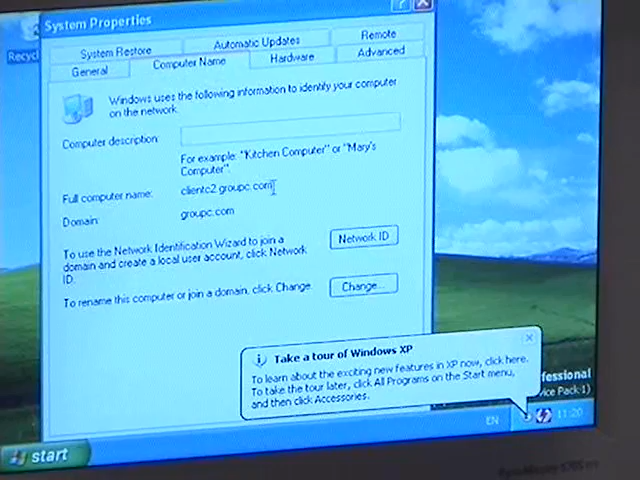 System Properties
System Restore
Automatic Updates
Remote
General
Computer Name
Hardware
Advanced
Recycl
Windows uses the following information to identify your computer
on the network.
Computer description:
For example: "Kitchen Computer" or "Mary's
Computer".
Full computer name:
clientc2.groupc.com
Domain:
groupc.com
To use the Network Identification Wizard to join a
domain and create a local user account, click Network
ID.
Network ID
To rename this computer or join a domain, click Change.
Change...
Take a tour of Windows XP
To learn about the exciting new features in XP now, click here.
To take the tour later, click All Programs on the Start menu,
and then click Accessories.
fessional
vice Pack 1)
start
EN
11:20